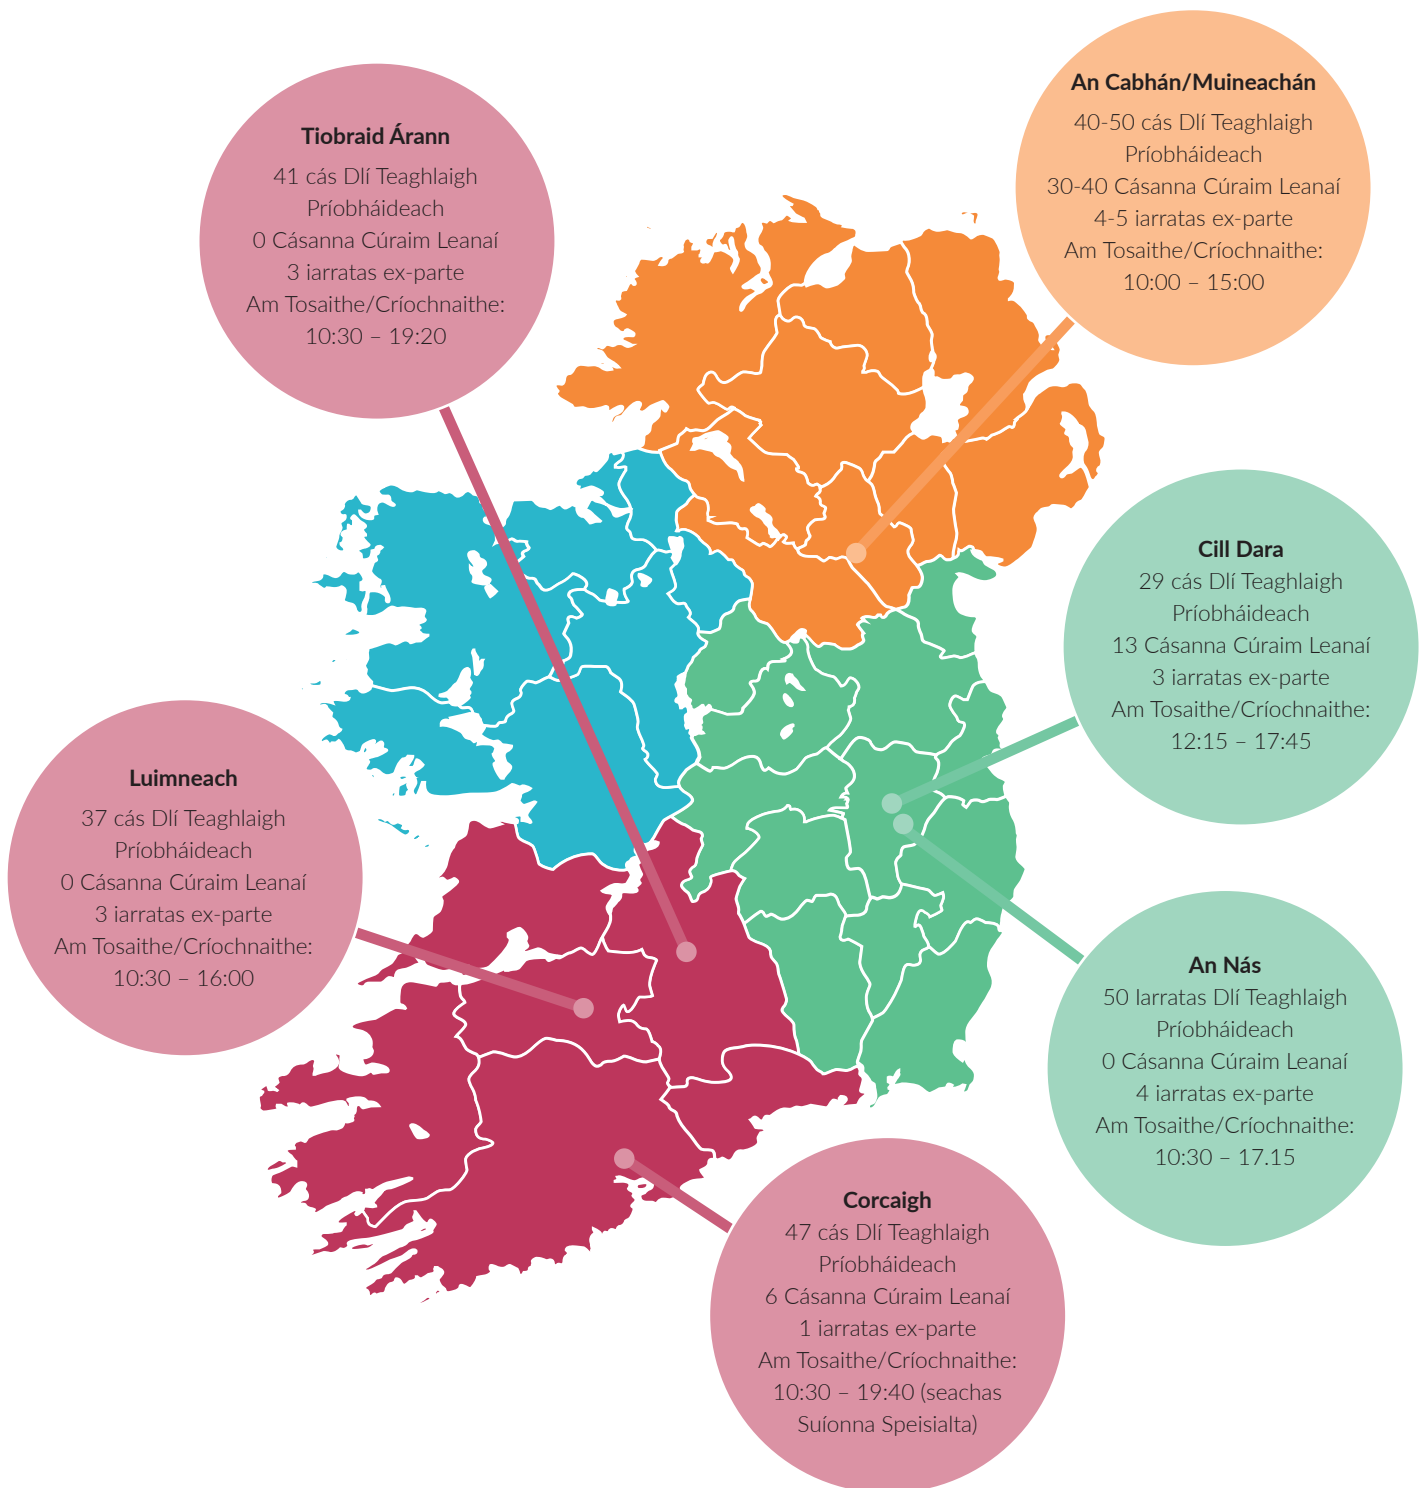 An Cabhán/Muineachán
40-50 cás Dlí Teaghlaigh
Príobháideach
30-40 Cásanna Cúraim Leanaí
4-5 iarratas ex-parte
Am Tosaithe/Críochnaithe:
10:00 – 15:00
Tiobraid Árann
41 cás Dlí Teaghlaigh
Príobháideach
0 Cásanna Cúraim Leanaí
3 iarratas ex-parte
Am Tosaithe/Críochnaithe:
10:30 – 19:20
Cill Dara
29 cás Dlí Teaghlaigh
Príobháideach
13 Cásanna Cúraim Leanaí
3 iarratas ex-parte
Am Tosaithe/Críochnaithe:
12:15 – 17:45
Luimneach
37 cás Dlí Teaghlaigh
Príobháideach
0 Cásanna Cúraim Leanaí
3 iarratas ex-parte
Am Tosaithe/Críochnaithe:
10:30 – 16:00
An Nás
50 Iarratas Dlí Teaghlaigh
Príobháideach
0 Cásanna Cúraim Leanaí
4 iarratas ex-parte
Am Tosaithe/Críochnaithe:
10:30 – 17.15
Corcaigh
47 cás Dlí Teaghlaigh
Príobháideach
6 Cásanna Cúraim Leanaí
1 iarratas ex-parte
Am Tosaithe/Críochnaithe:
10:30 – 19:40 (seachas
Suíonna Speisialta)